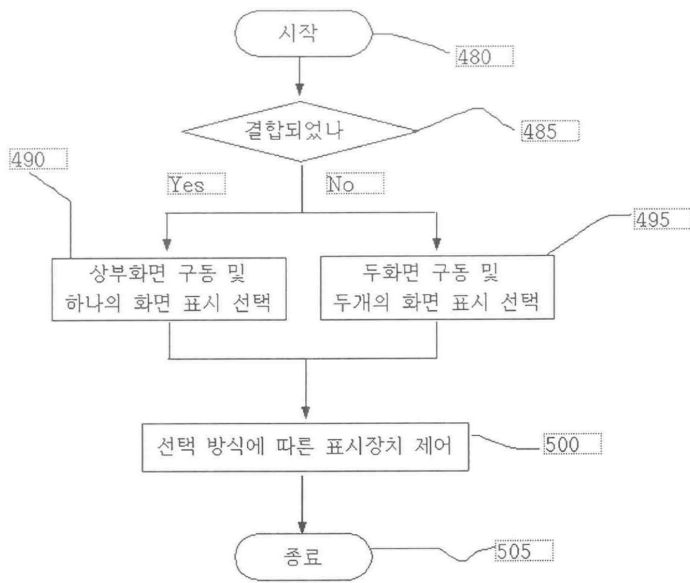 시작
480
결합되었나
485
490
Yes
No
495
상부화면 구동 및
하나의 화면 표시 선택
두화면 구동 및
두개의 화면 표시 선택
선택 방식에 따른 표시장치 제어
500
종료
505